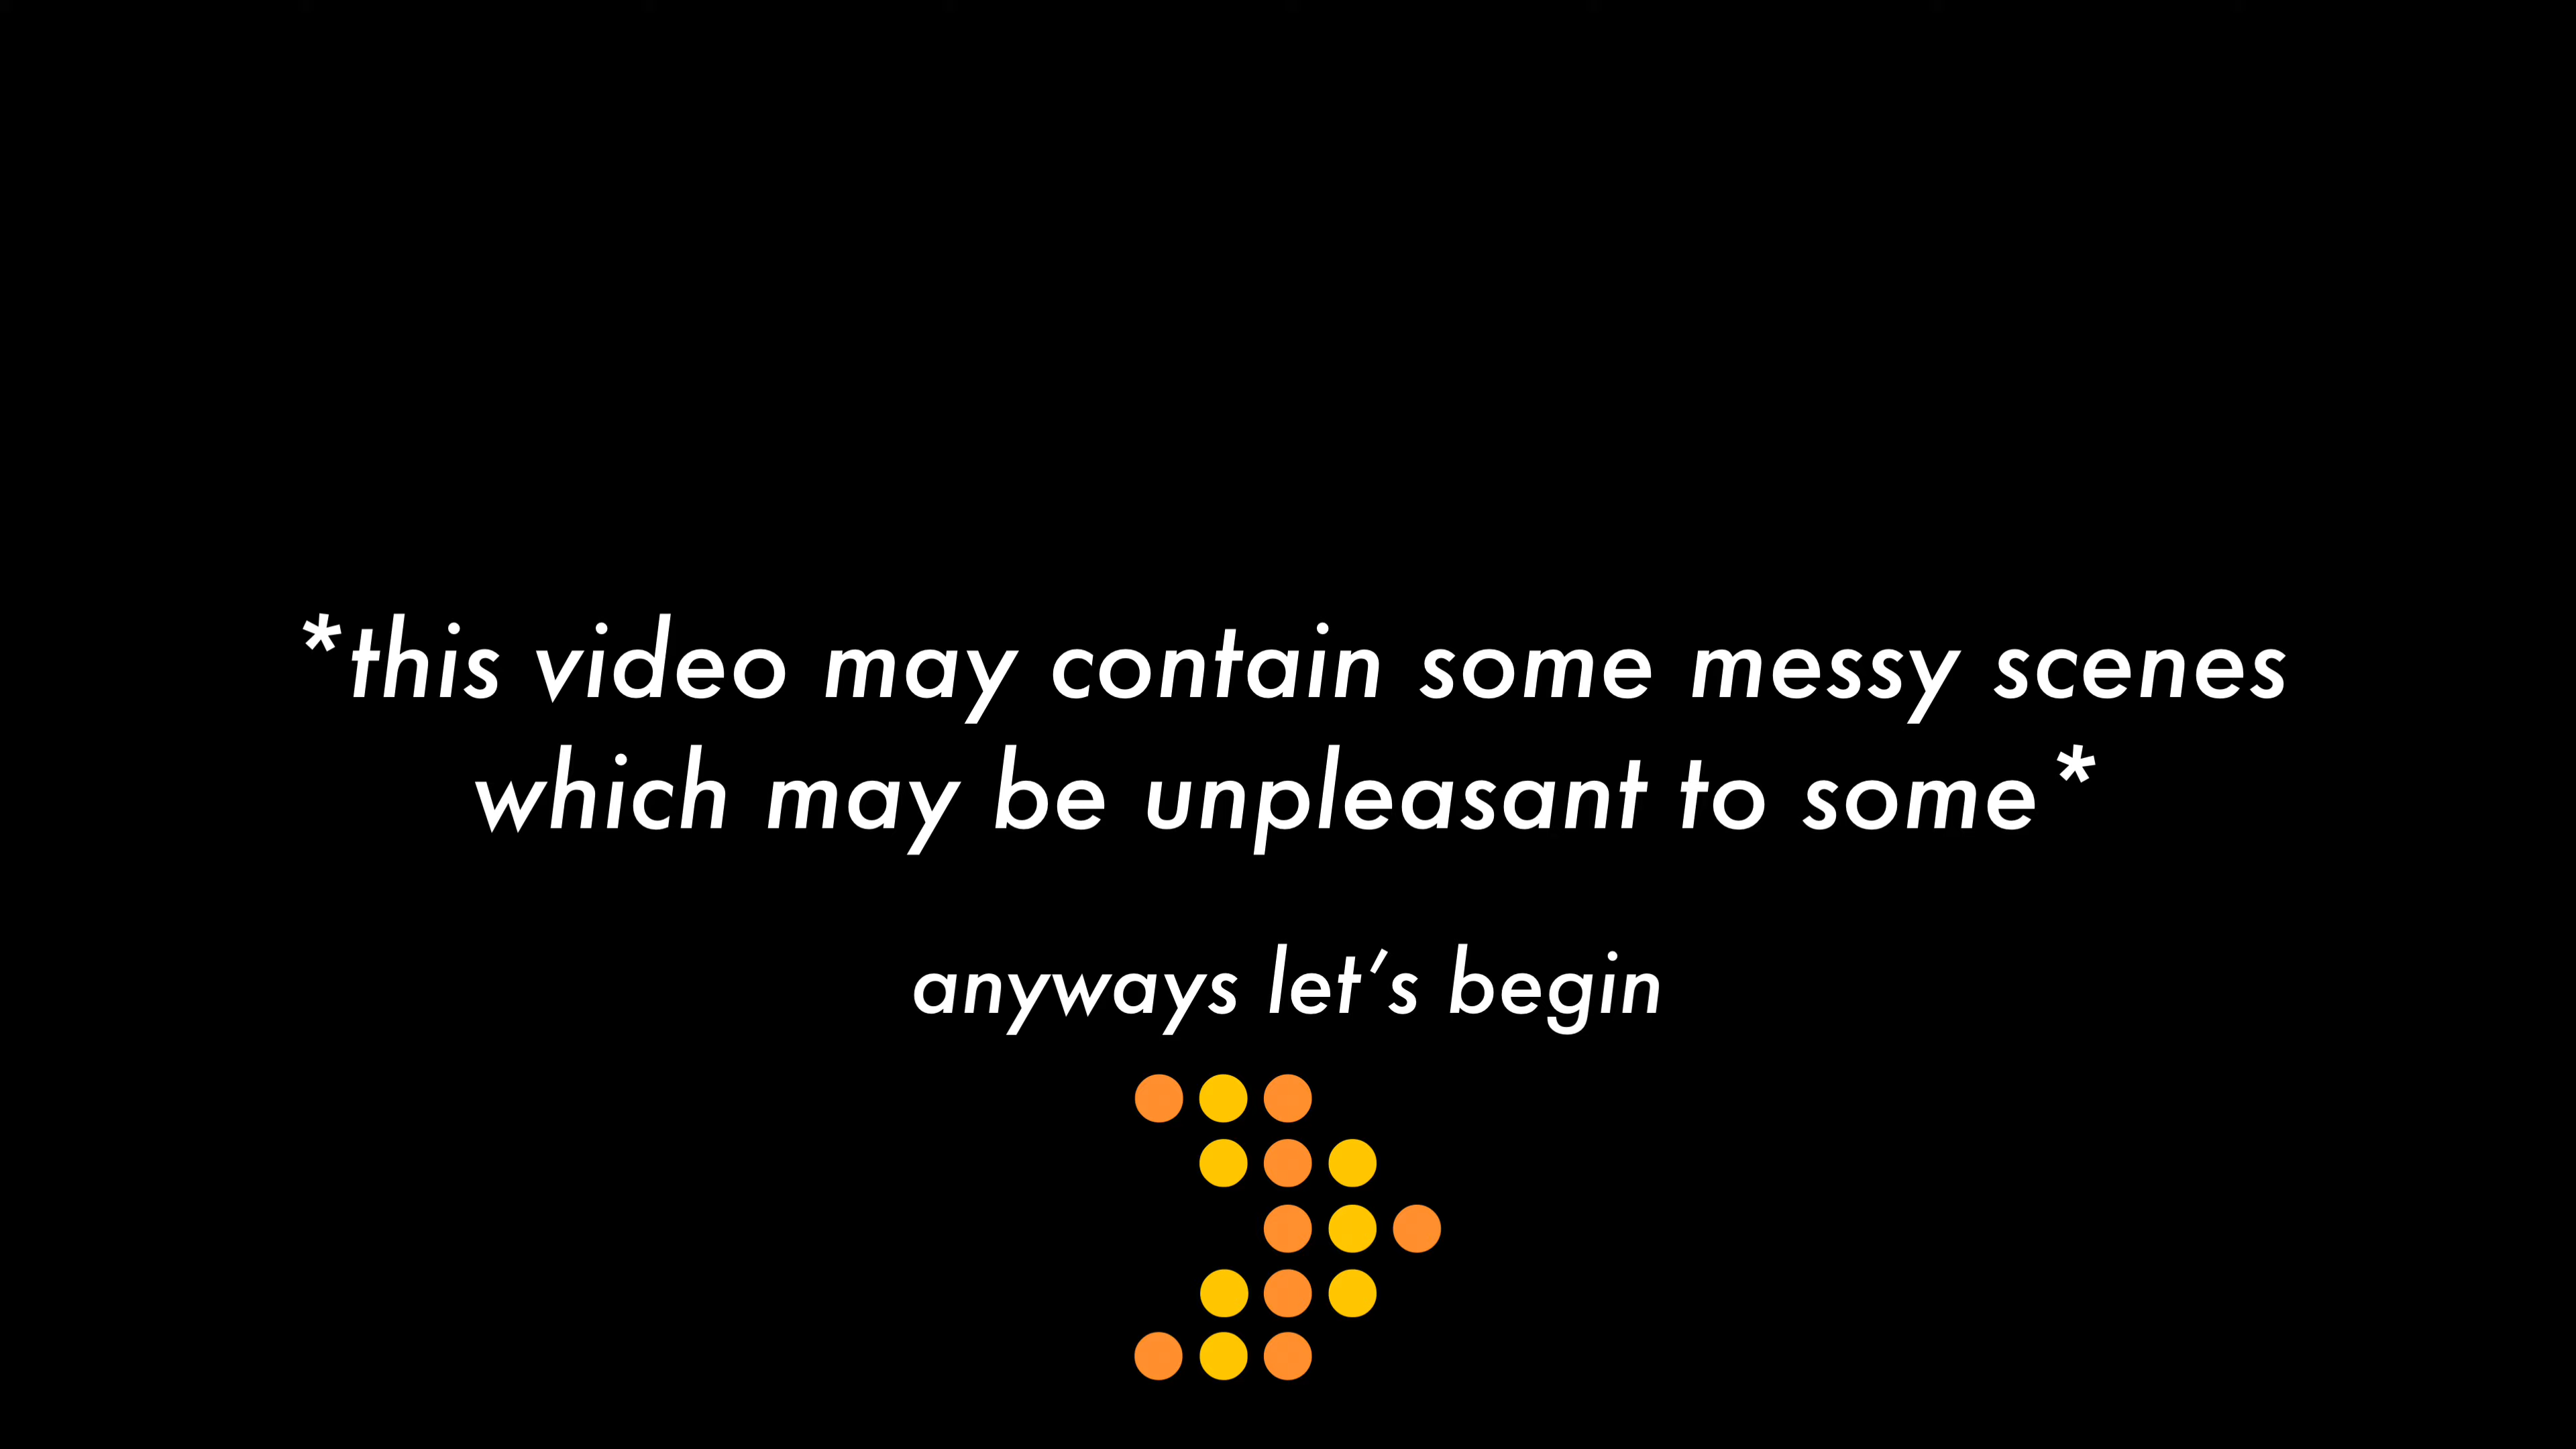 *this video may contain some messy scenes
which may be unpleasant to some*
anyways let’s begin